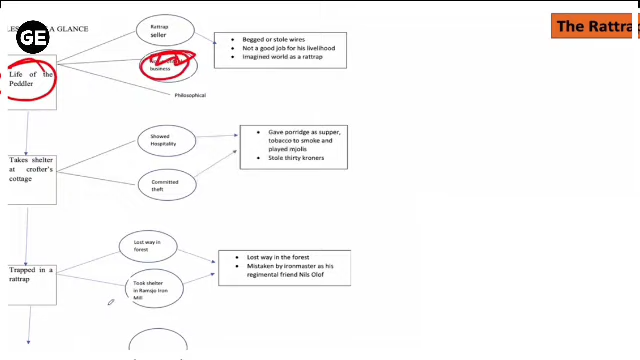 LES
A GLANCE
GE
The Rattrap
Rattrap
seller
Begged or stole wires
Not a good job for his livelihood
Imagined world as a rattrap
business
Life of the
Peddler
Philosophical
Showed
Hospitality
Gave porridge as supper,
tobacco to smoke and
played mjolis
Stole thirty kroners
Takes shelter
at crofter's
cottage
Committed
theft
Lost way in
forest
Lost way in the forest
Mistaken by ironmaster as his
regimental friend Nils Olof
Trapped in a
rattrap
Took shelter
in Ramsjo Iron
Mill